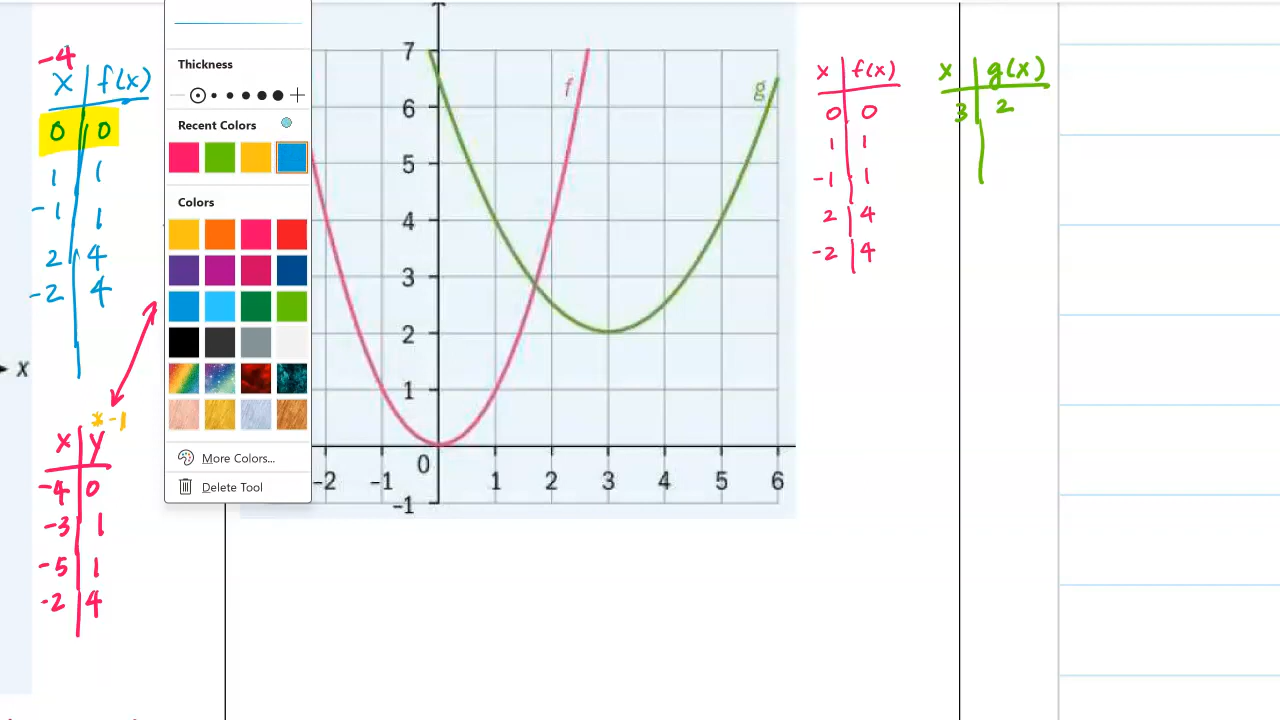 -4
x f(x)
0 0
1 1
-1 1
2 4
-2 4
x
* -1
x y
-4 0
-3 1
-5 1
-2 4
Thickness
Recent Colors
Colors
More Colors...
Delete Tool
7
6
5
4
3
2
1
0
-1
-2 -1 1 2 3 4 5 6
f
g
x f(x)
0 0
1 1
-1 1
2 4
-2 4
x g(x)
3 2